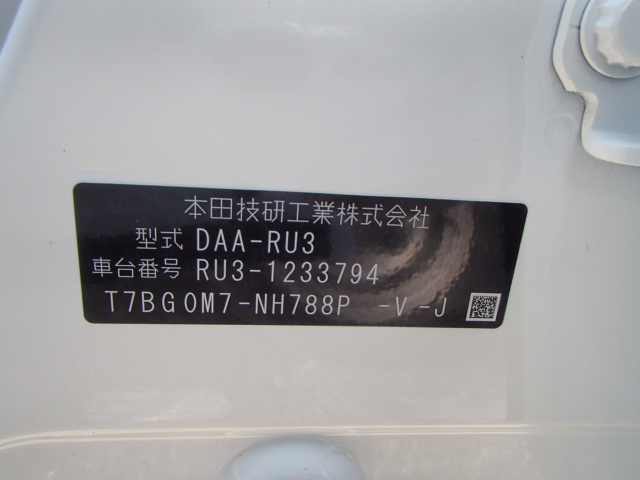 本田技研工業株式会社
型式 DAA-RU3
車台番号 RU3-1233794
T7BG0M7-NH788P -V-J